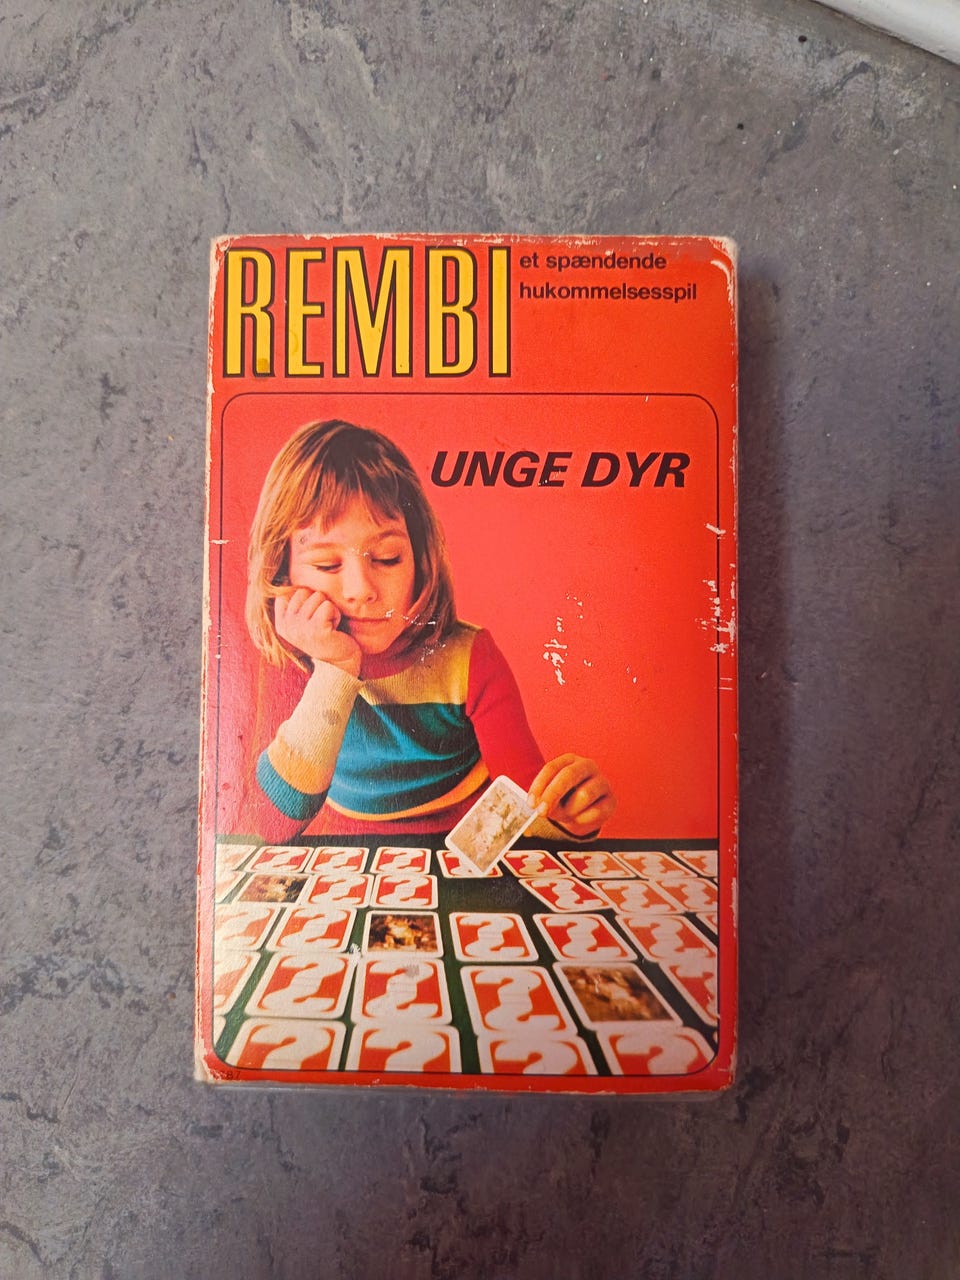 REMBI
et spændende
hukommelsesspil
UNGE DYR